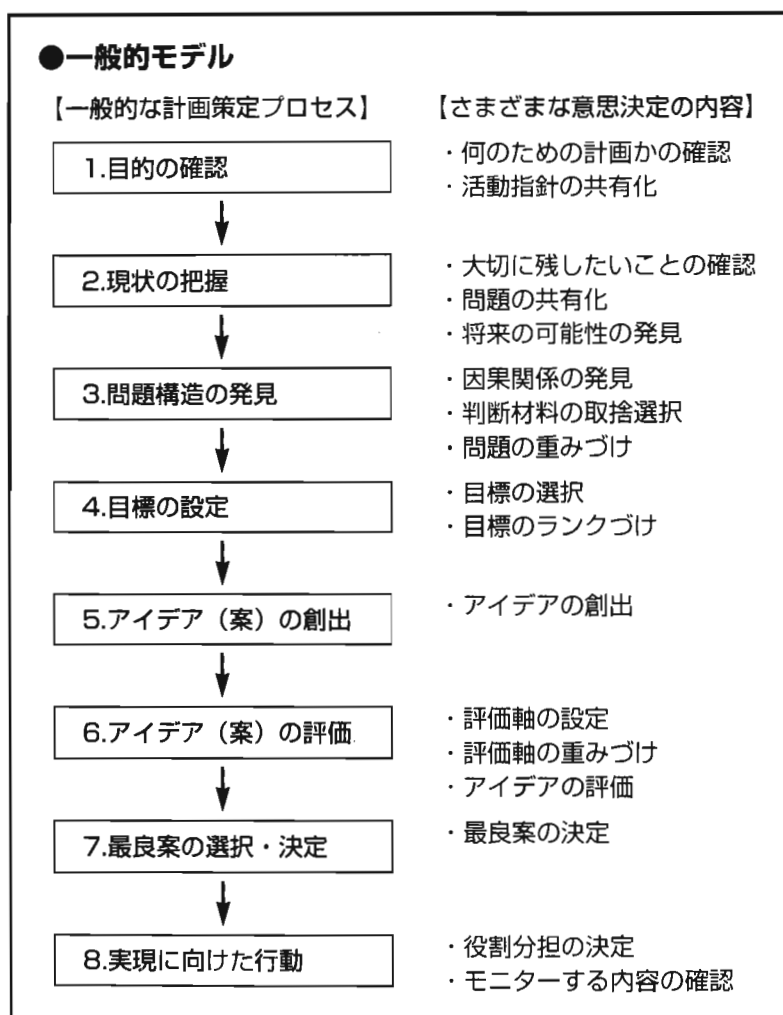 ●一般的モデル
【一般的な計画策定プロセス】 【さまざまな意思決定の内容】
1.目的の確認
・何のための計画かの確認
・活動指針の共有化
2.現状の把握
・大切に残したいことの確認
・問題の共有化
・将来の可能性の発見
3.問題構造の発見
・因果関係の発見
・判断材料の取捨選択
・問題の重みづけ
4.目標の設定
・目標の選択
・目標のランクづけ
5.アイデア（案）の創出
・アイデアの創出
6.アイデア（案）の評価
・評価軸の設定
・評価軸の重みづけ
・アイデアの評価
7.最良案の選択・決定
・最良案の決定
8.実現に向けた行動
・役割分担の決定
・モニターする内容の確認